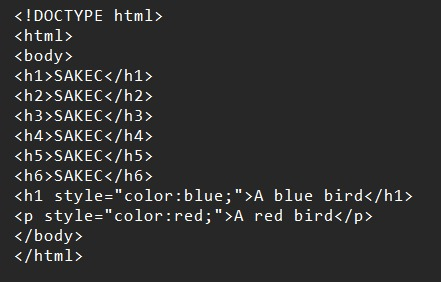 <!DOCTYPE html>
<html>
<body>
<h1>SAKEC</h1>
<h2>SAKEC</h2>
<h3>SAKEC</h3>
<h4>SAKEC</h4>
<h5>SAKEC</h5>
<h6>SAKEC</h6>
<h1 style="color:blue;">A blue bird</h1>
<p style="color:red;">A red bird</p>
</body>
</html>